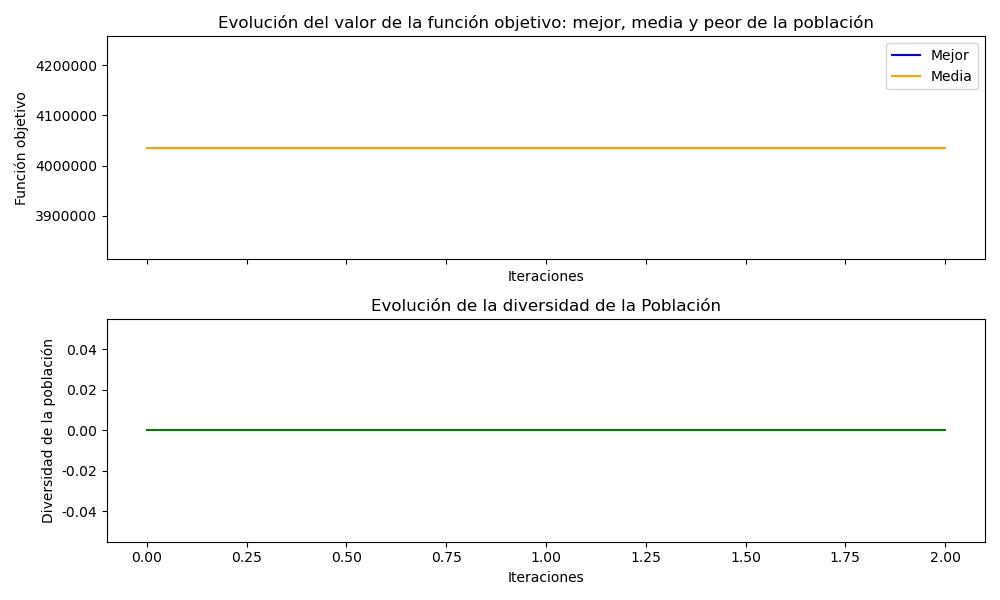 Evolución del valor de la función objetivo: mejor, media y peor de la población
Mejor
Media
Función objetivo
4200000
4100000
4000000
3900000
Iteraciones
Evolución de la diversidad de la Población
Diversidad de la población
0.04
0.02
0.00
-0.02
-0.04
0.00 0.25 0.50 0.75 1.00 1.25 1.50 1.75 2.00
Iteraciones